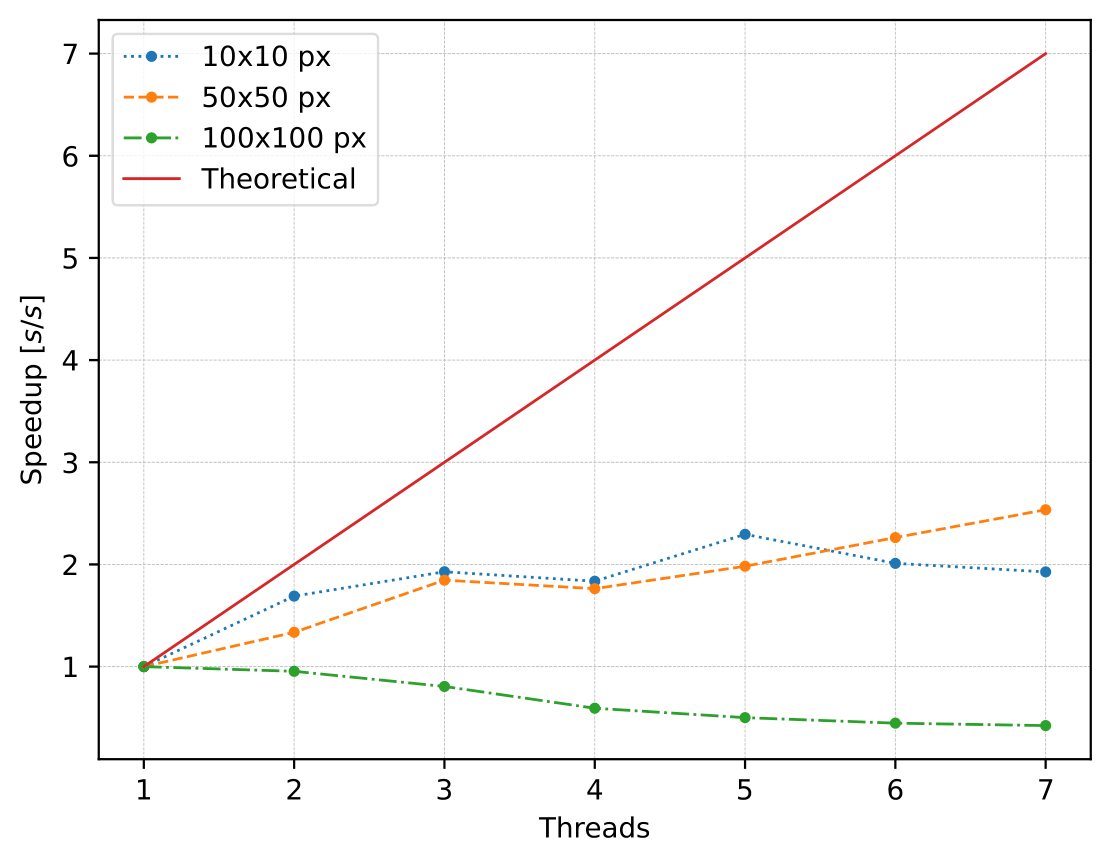 10x10 px
50x50 px
100x100 px
Theoretical
7
6
5
4
3
2
1
Speedup [s/s]
1 2 3 4 5 6 7
Threads